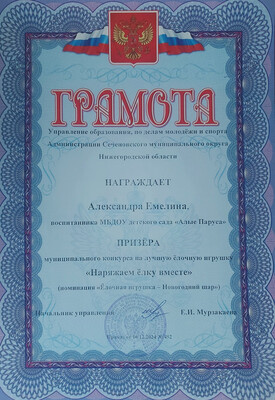 ГРАМОТА
Управление образования, по делам молодёжи и спорта
Администрации Сеченовского муниципального округа
Нижегородской области
НАГРАЖДАЕТ
Александра Емелина,
воспитанника МБДОУ детского сада «Алые Паруса»
ПРИЗЁРА
муниципального конкурса на лучшую ёлочную игрушку
«Наряжаем ёлку вместе»
(номинация «Ёлочная игрушка – Новогодний шар»)
Начальник управления Е.И. Мурзакаева